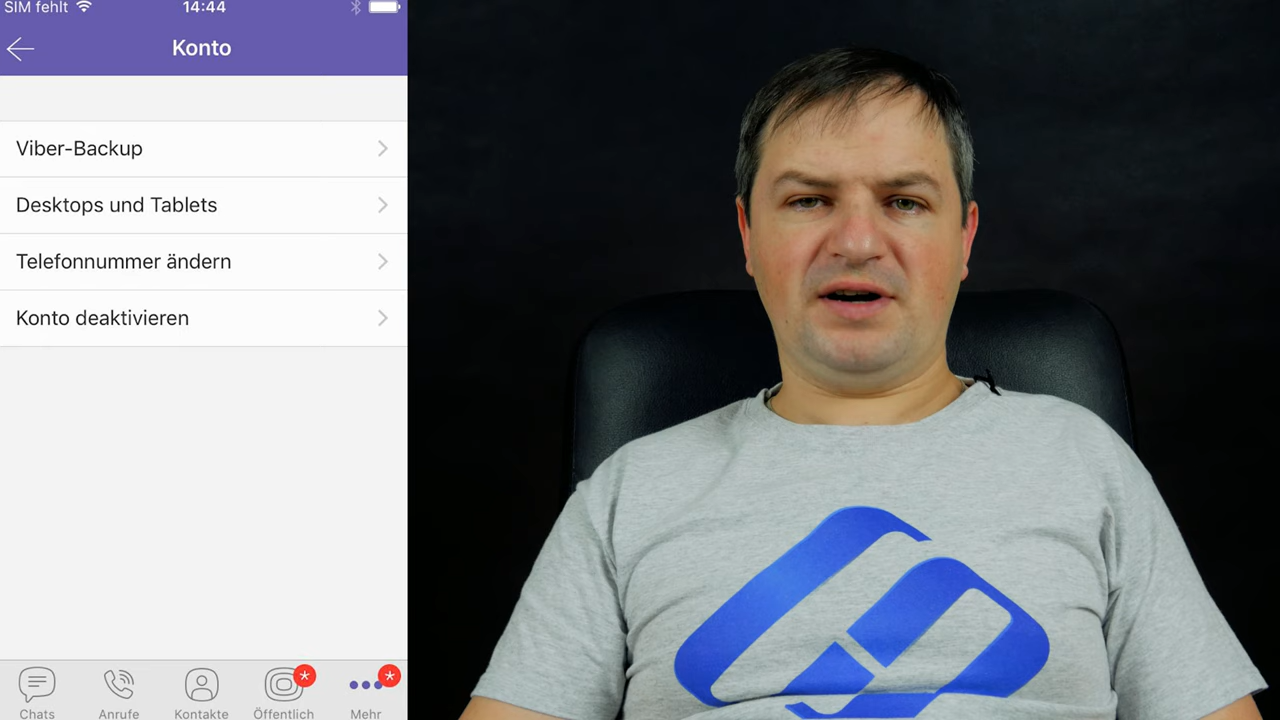 SIM fehlt 14:44
Konto
Viber-Backup
Desktops und Tablets
Telefonnummer ändern
Konto deaktivieren
Chats Anrufe Kontakte Öffentlich Mehr